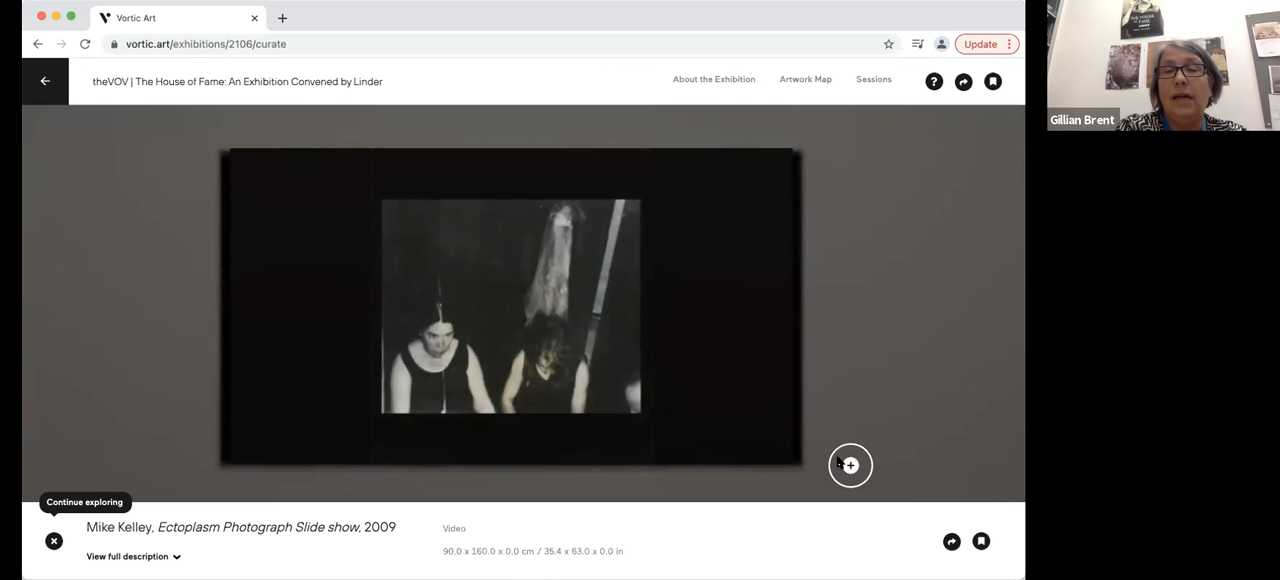 Vortic Art
vortic.art/exhibitions/2106/curate
Update
theVOV | The House of Fame: An Exhibition Convened by Linder
About the Exhibition
Artwork Map
Sessions
Gillian Brent
Continue exploring
Mike Kelley, Ectoplasm Photograph Slide show, 2009
View full description
Video
90.0 x 160.0 x 0.0 cm / 35.4 x 63.0 x 0.0 in